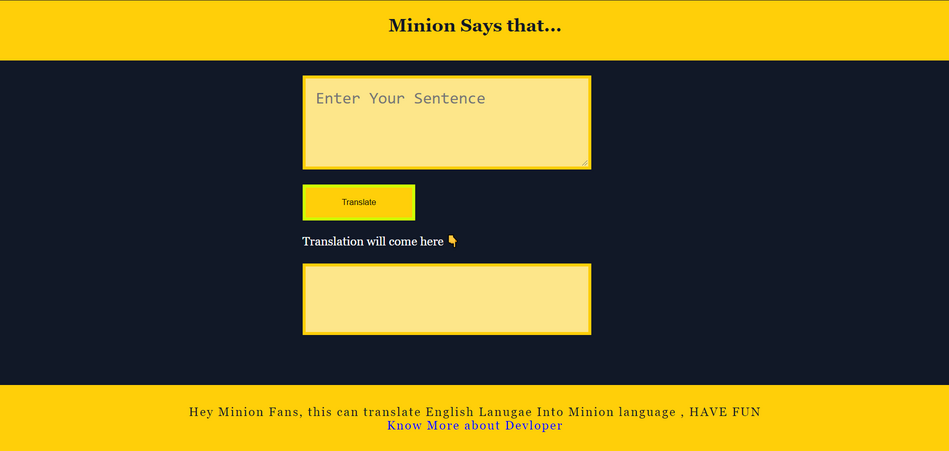 Minion Says that...
Enter Your Sentence
Translate
Translation will come here 👇
Hey Minion Fans, this can translate English Lanugae Into Minion language , HAVE FUN
Know More about Devloper